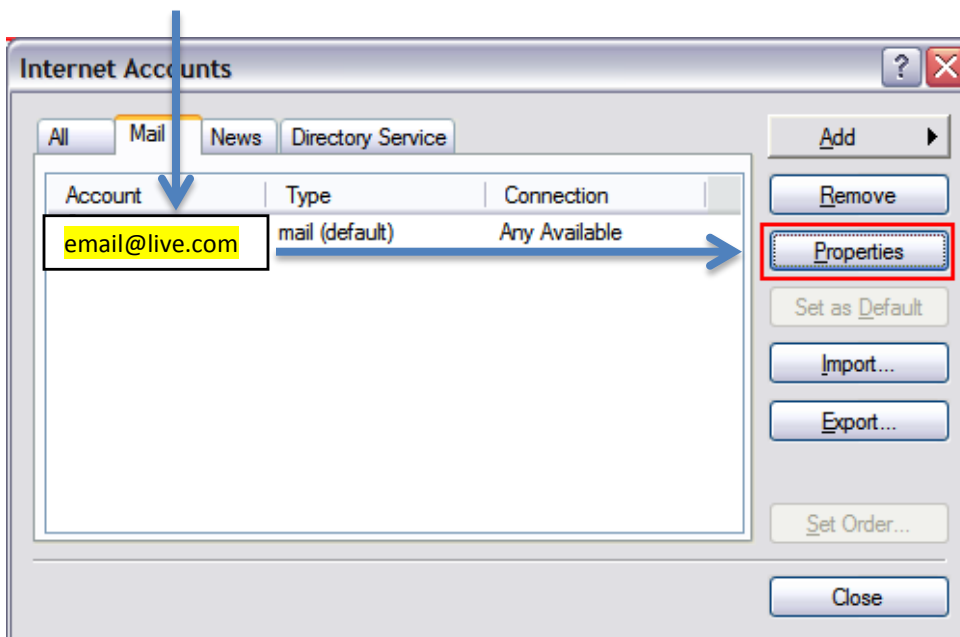 Internet Accounts
?
All Mail News Directory Service
Add
Account Type Connection
Remove
email@live.com mail (default) Any Available
Properties
Set as Default
Import...
Export...
Set Order...
Close